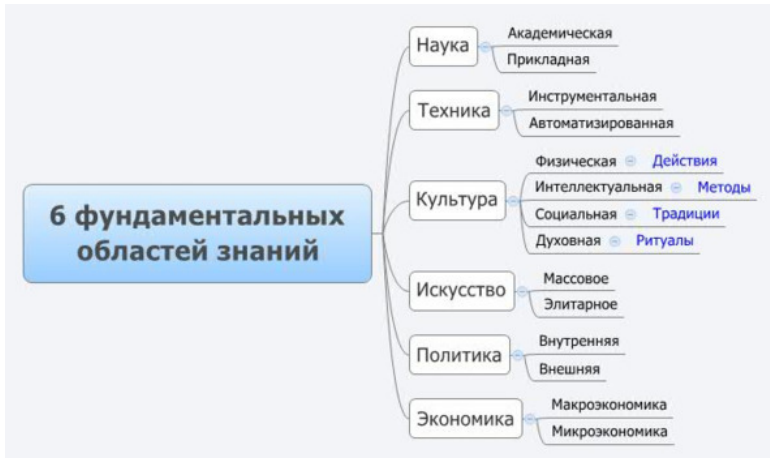 6 фундаментальных
областей знаний
Наука
Академическая
Прикладная
Техника
Инструментальная
Автоматизированная
Культура
Физическая Действия
Интеллектуальная Методы
Социальная Традиции
Духовная Ритуалы
Искусство
Массовое
Элитарное
Политика
Внутренняя
Внешняя
Экономика
Макроэкономика
Микроэкономика